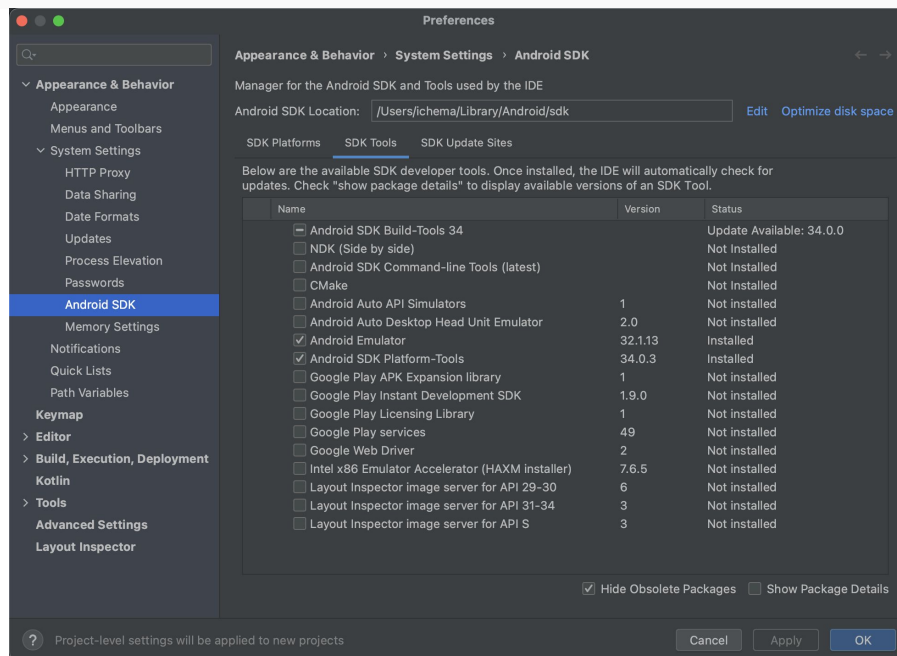 Preferences
Appearance & Behavior
Appearance
Menus and Toolbars
System Settings
HTTP Proxy
Data Sharing
Date Formats
Updates
Process Elevation
Passwords
Android SDK
Memory Settings
Notifications
Quick Lists
Path Variables
Keymap
Editor
Build, Execution, Deployment
Kotlin
Tools
Advanced Settings
Layout Inspector
Appearance & Behavior › System Settings › Android SDK
Manager for the Android SDK and Tools used by the IDE
Android SDK Location: /Users/ichema/Library/Android/sdk Edit Optimize disk space
SDK Platforms SDK Tools SDK Update Sites
Below are the available SDK developer tools. Once installed, the IDE will automatically check for
updates. Check "show package details" to display available versions of an SDK Tool.
Name Version Status
Android SDK Build-Tools 34 Update Available: 34.0.0
NDK (Side by side) Not Installed
Android SDK Command-line Tools (latest) Not Installed
CMake Not Installed
Android Auto API Simulators 1 Not installed
Android Auto Desktop Head Unit Emulator 2.0 Not installed
Android Emulator 32.1.13 Installed
Android SDK Platform-Tools 34.0.3 Installed
Google Play APK Expansion library 1 Not installed
Google Play Instant Development SDK 1.9.0 Not installed
Google Play Licensing Library 1 Not installed
Google Play services 49 Not installed
Google Web Driver 2 Not installed
Intel x86 Emulator Accelerator (HAXM installer) 7.6.5 Not installed
Layout Inspector image server for API 29-30 6 Not installed
Layout Inspector image server for API 31-34 3 Not installed
Layout Inspector image server for API S 3 Not installed
Hide Obsolete Packages Show Package Details
? Project-level settings will be applied to new projects
Cancel Apply OK